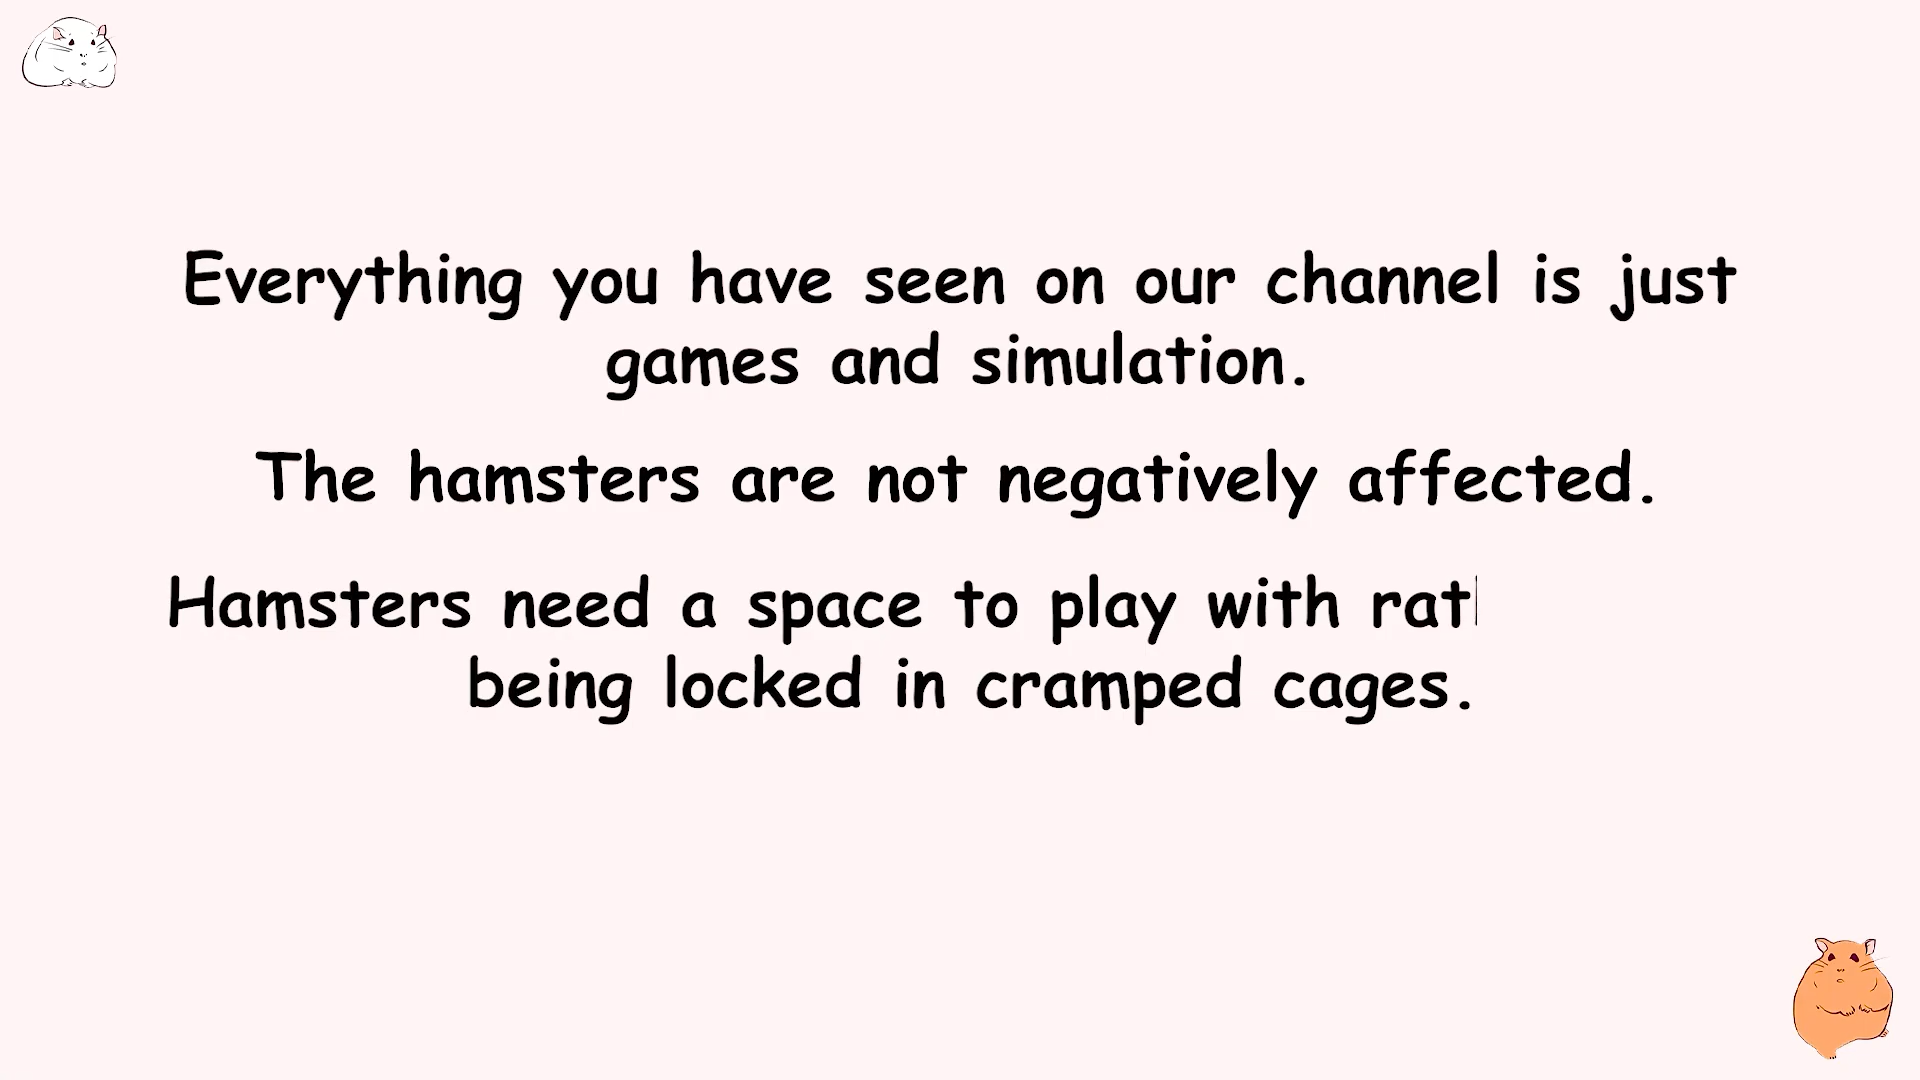 Everything you have seen on our channel is just
games and simulation.
The hamsters are not negatively affected.
Hamsters need a space to play with
being locked in cramped cages.